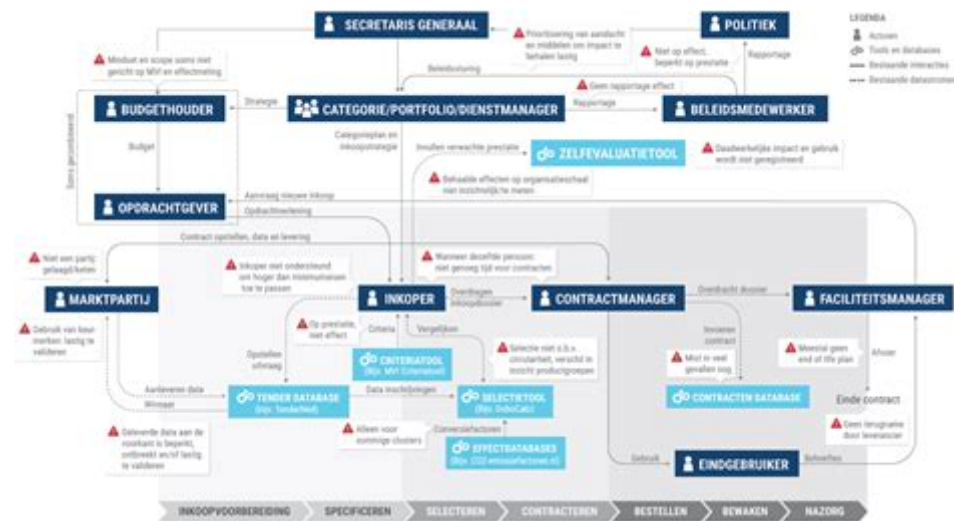 SECRETARIS GENERAAL
POLITIEK
LEGENDA
Actoren
Tools en databases
Bestaande interacties
Bestaande datastromen
Prioritisering van aandacht
en middelen om impact te
behalen lastig
Niet op effect,
beperkt op prestatie
Rapportage
Mindset en scope soms niet
gericht op MVI en effectmeting
Beleidssturing
Geen rapportage effect
BUDGETHOUDER
Strategie
CATEGORIE/PORTFOLIO/DIENSTMANAGER
Rapportage
BELEIDSMEDEWERKER
Soms gecombineerd
Budget
Categorieplan en
inkoopstrategie
Invullen verwachte prestatie
ZELFEVALUATIETOOL
Daadwerkelijke impact en gebruik
wordt niet geregistreerd
Behaalde effecten op organisatieschaal
niet inzichtelijk/te meten
Aanvraag nieuwe inkoop
OPDRACHTGEVER
Opdrachtverlening
Contract opstellen, data en levering
Niet een partij:
gelaagd/keten
Inkoper niet ondersteund
om hoger dan minimumeisen
toe te passen
Wanneer dezelfde persoon:
niet genoeg tijd voor contracten
MARKTPARTIJ
INKOPER
Overdragen
inkoopdossier
CONTRACTMANAGER
Overdracht dossier
FACILITEITSMANAGER
Gebruik van keur-
merken: lastig te
valideren
Op prestatie,
niet effect
Criteria
Vergelijken
Invoeren
contract
Opstellen
uitvraag
CRITERIATOOL
(Bijv. MVI Criteriatool)
Selectie niet o.b.v.
circulariteit, verschil in
inzicht productgroepen
Mist in veel
gevallen nog
Meestal geen
end of life plan
Afvoer
Aanleveren data
Winnaar
TENDER DATABASE
(Bijv. TenderNed)
Data inschrijvingen
SELECTIETOOL
(Bijv. DuboCalc)
CONTRACTEN DATABASE
Einde contract
Geleverde data aan de
voorkant is beperkt,
ontbreekt en/of lastig
te valideren
Alleen voor
sommige clusters
Conversiefactoren
EFFECTDATABASES
(Bijv. CO2-emissiefactoren.nl)
Geen terugname
door leverancier
Gebruik
EINDGEBRUIKER
Behoeften
INKOOPVOORBEREIDING
SPECIFICEREN
SELECTEREN
CONTRACTEREN
BESTELLEN
BEWAKEN
NAZORG